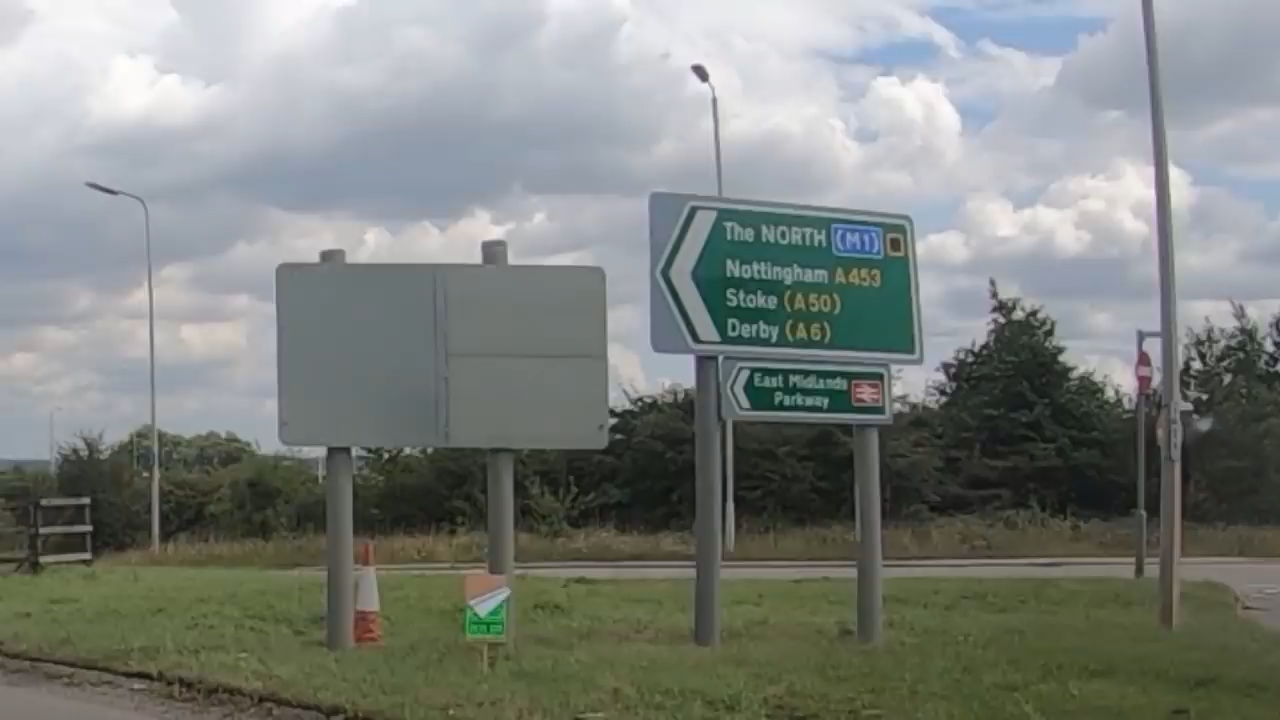 The NORTH (M1)
Nottingham A453
Stoke (A50)
Derby (A6)
East Midlands
Parkway